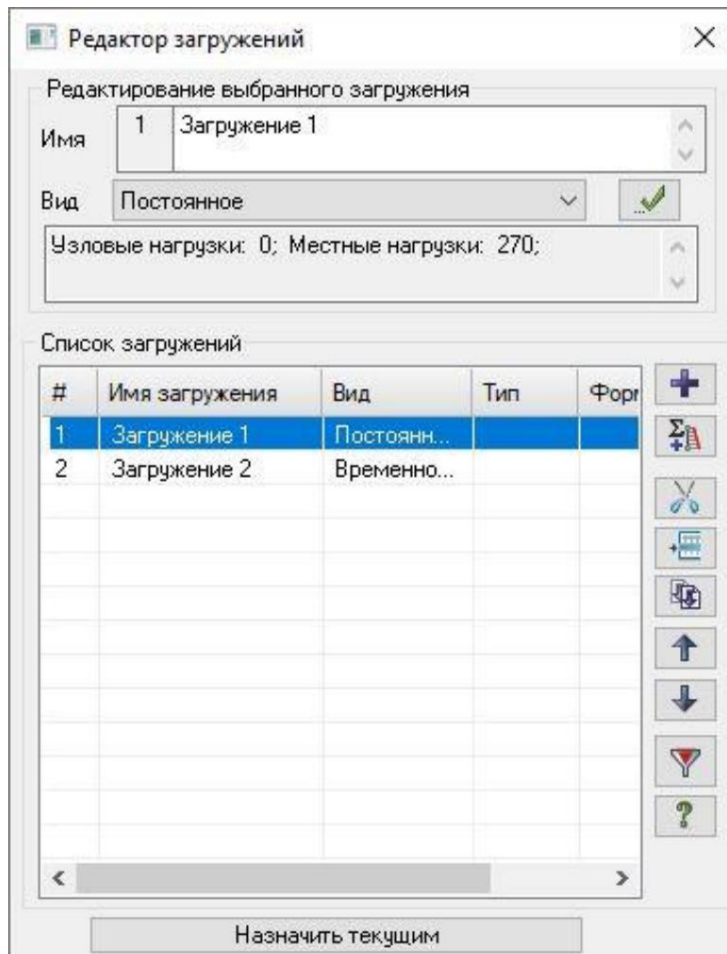 Редактор загружений
Редактирование выбранного загружения
Имя 1 Загружение 1
Вид Постоянное
Узловые нагрузки: 0; Местные нагрузки: 270;
Список загружений
# Имя загружения Вид Тип Форм
1 Загружение 1 Постоянн...
2 Загружение 2 Временно...
Назначить текущим